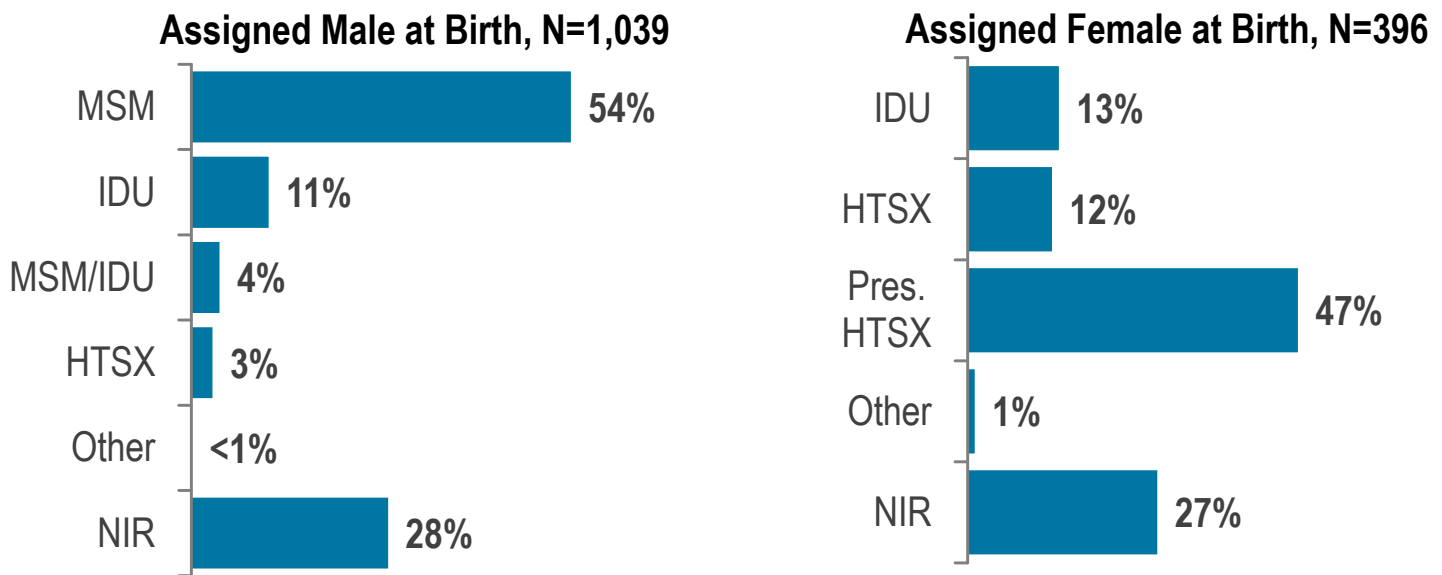 Assigned Male at Birth, N=1,039
MSM 54%
IDU 11%
MSM/IDU 4%
HTSX 3%
Other <1%
NIR 28%
Assigned Female at Birth, N=396
IDU 13%
HTSX 12%
Pres.
HTSX 47%
Other 1%
NIR 27%